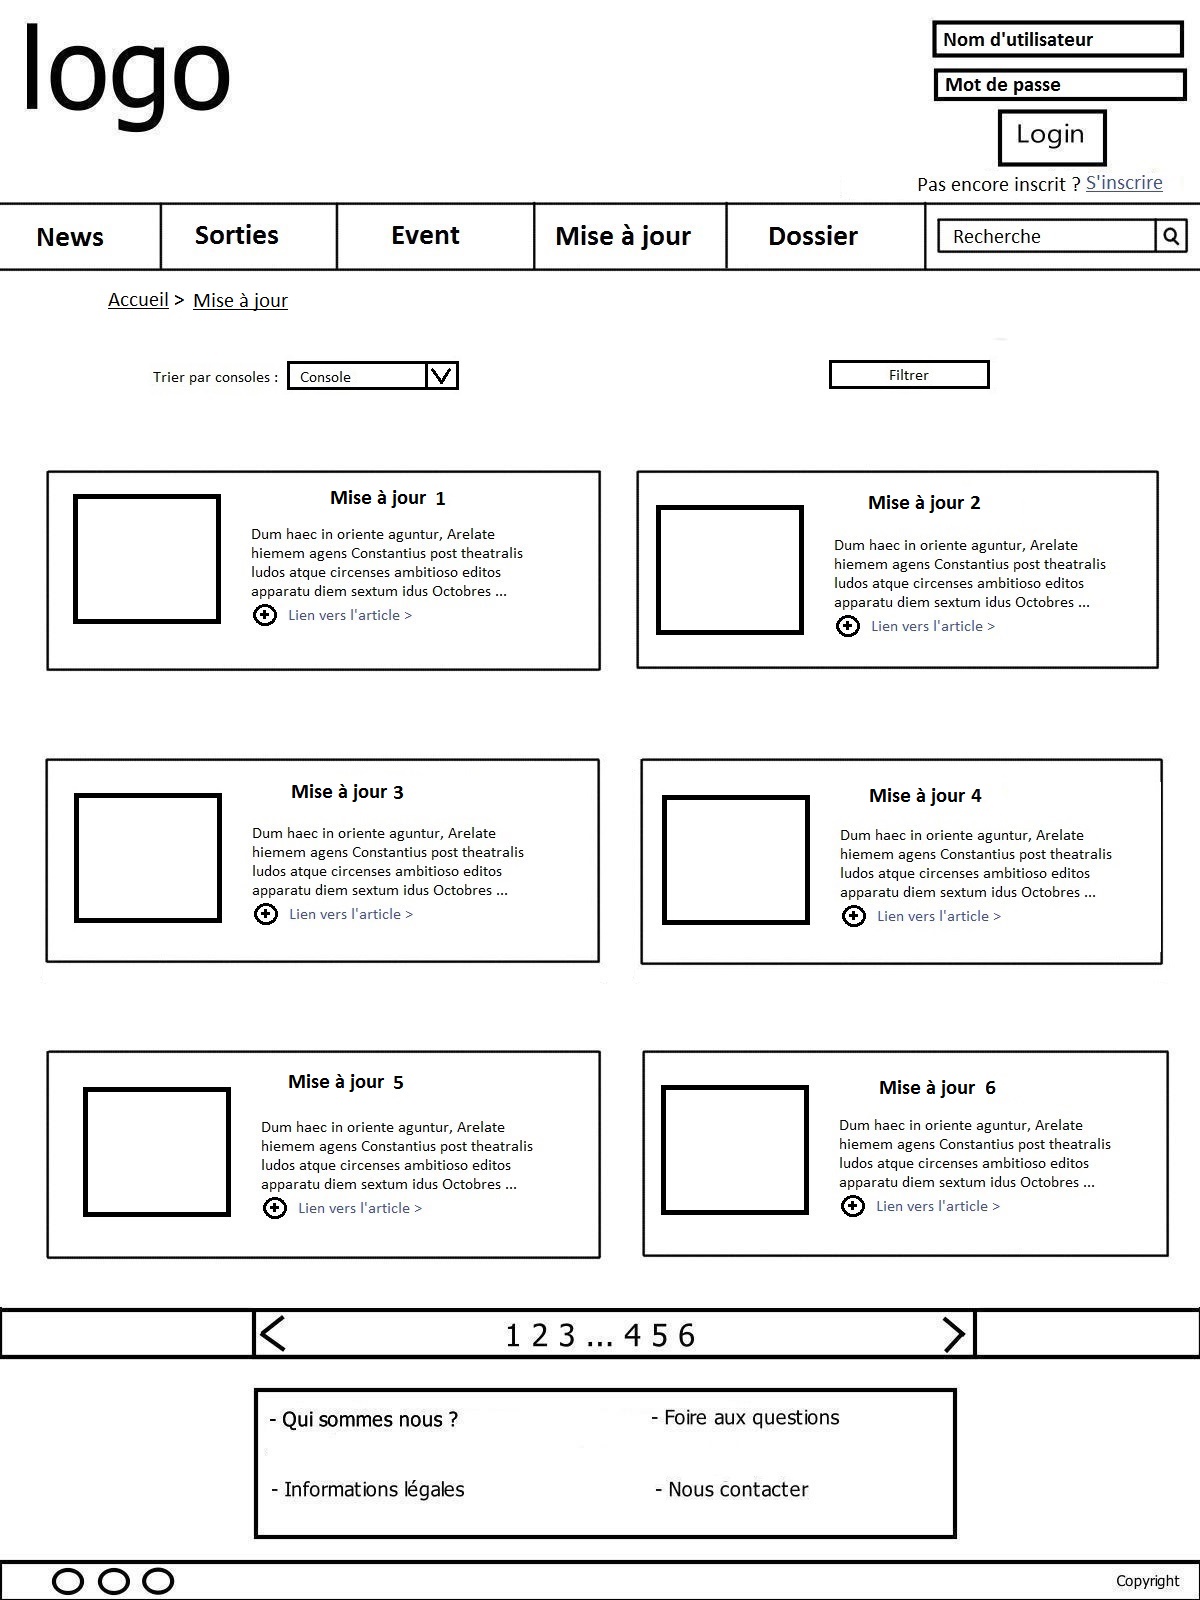 logo
Nom d'utilisateur
Mot de passe
Login
Pas encore inscrit ? S'inscrire
News Sorties Event Mise à jour Dossier Recherche
Accueil > Mise à jour
Trier par consoles : Console Filtrer
Mise à jour 1
Dum haec in oriente aguntur, Arelate
hiemem agens Constantius post theatralis
ludos atque circenses ambitioso editos
apparatu diem sextum idus Octobres ...
Lien vers l'article >
Mise à jour 2
Dum haec in oriente aguntur, Arelate
hiemem agens Constantius post theatralis
ludos atque circenses ambitioso editos
apparatu diem sextum idus Octobres ...
Lien vers l'article >
Mise à jour 3
Dum haec in oriente aguntur, Arelate
hiemem agens Constantius post theatralis
ludos atque circenses ambitioso editos
apparatu diem sextum idus Octobres ...
Lien vers l'article >
Mise à jour 4
Dum haec in oriente aguntur, Arelate
hiemem agens Constantius post theatralis
ludos atque circenses ambitioso editos
apparatu diem sextum idus Octobres ...
Lien vers l'article >
Mise à jour 5
Dum haec in oriente aguntur, Arelate
hiemem agens Constantius post theatralis
ludos atque circenses ambitioso editos
apparatu diem sextum idus Octobres ...
Lien vers l'article >
Mise à jour 6
Dum haec in oriente aguntur, Arelate
hiemem agens Constantius post theatralis
ludos atque circenses ambitioso editos
apparatu diem sextum idus Octobres ...
Lien vers l'article >
< 1 2 3 ... 4 5 6 >
- Qui sommes nous ? - Foire aux questions
- Informations légales - Nous contacter
Copyright